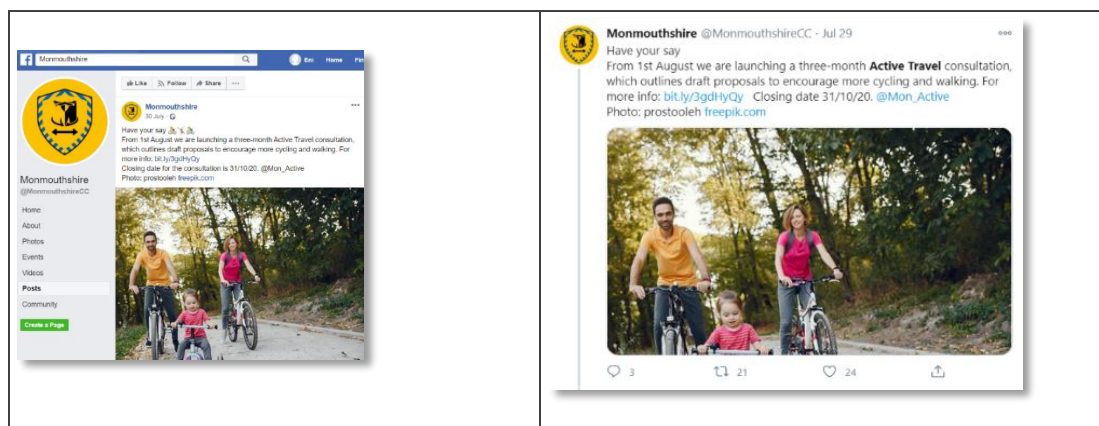 Monmouthshire
Eni Home Fin
Like Follow Share ...
Monmouthshire
30 July
Have your say
From 1st August we are launching a three-month Active Travel consultation,
which outlines draft proposals to encourage more cycling and walking. For
more info: bit.ly/3gdHyQy
Closing date for the consultation is 31/10/20. @Mon_Active
Photo: prostooleh freepik.com
Monmouthshire
@MonmouthshireCC
Home
About
Photos
Events
Videos
Posts
Community
Create a Page
Monmouthshire @MonmouthshireCC - Jul 29
Have your say
From 1st August we are launching a three-month Active Travel consultation,
which outlines draft proposals to encourage more cycling and walking. For
more info: bit.ly/3gdHyQy Closing date 31/10/20. @Mon_Active
Photo: prostooleh freepik.com
3 21 24